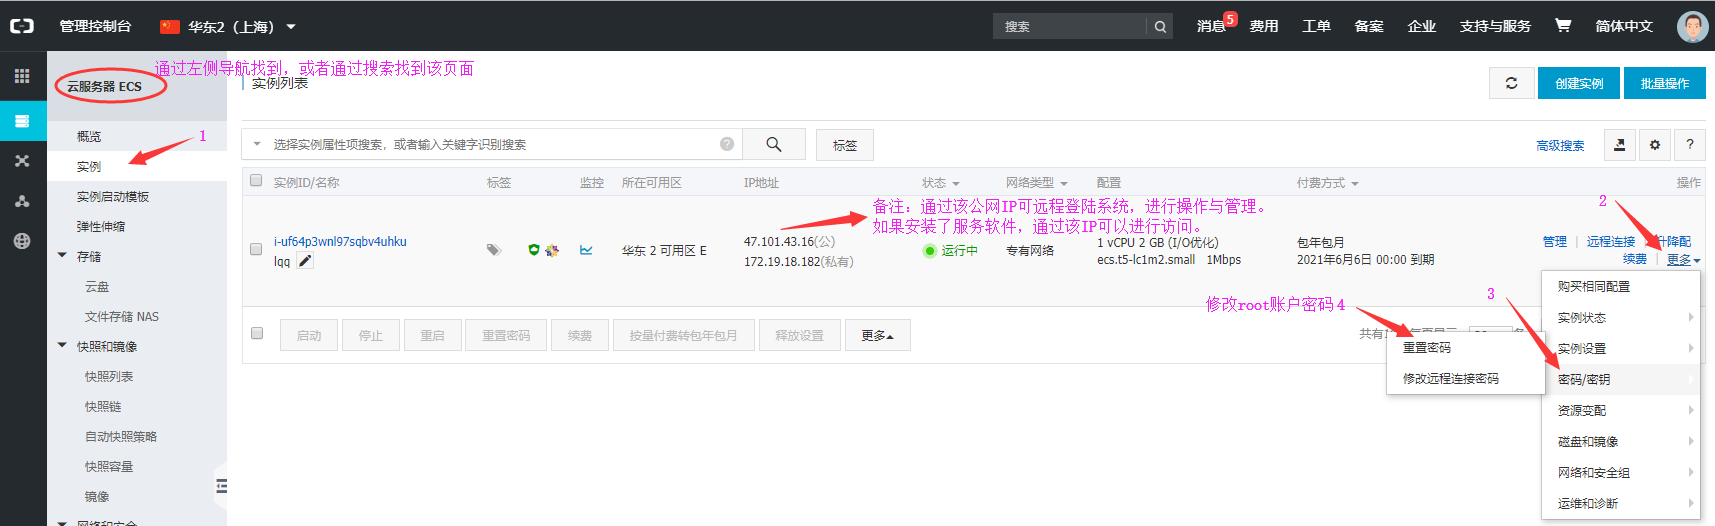 管理控制台 华东2（上海） 搜索 消息 5 费用 工单 备案 企业 支持与服务 简体中文
通过左侧导航找到，或者通过搜索找到该页面
云服务器 ECS
实例列表 创建实例 批量操作
概览
1
实例
实例启动模板
弹性伸缩
存储
云盘
文件存储 NAS
快照和镜像
快照列表
快照链
自动快照策略
快照容量
镜像
网络和安全
选择实例属性项搜索，或者输入关键字识别搜索 ? 标签 高级搜索 ?
实例ID/名称 标签 监控 所在可用区 IP地址 状态 网络类型 配置 付费方式 操作
备注：通过该公网IP可远程登陆系统，进行操作与管理。
如果安装了服务软件，通过该IP可以进行访问。
2
i-uf64p3wnl97sqbv4uhku
lqq
华东 2 可用区 E
47.101.43.16(公)
172.19.18.182(私有)
运行中
专有网络
1 vCPU 2 GB (I/O优化)
ecs.t5-lc1m2.small 1Mbps
包年包月
2021年6月6日 00:00 到期
管理 | 远程连接 | 升降配
续费 | 更多
修改root账户密码 4
3
启动 停止 重启 重置密码 续费 按量付费转包年包月 释放设置 更多
共有1
重置密码
修改远程连接密码
购买相同配置
实例状态
实例设置
密码/密钥
资源变配
磁盘和镜像
网络和安全组
运维和诊断